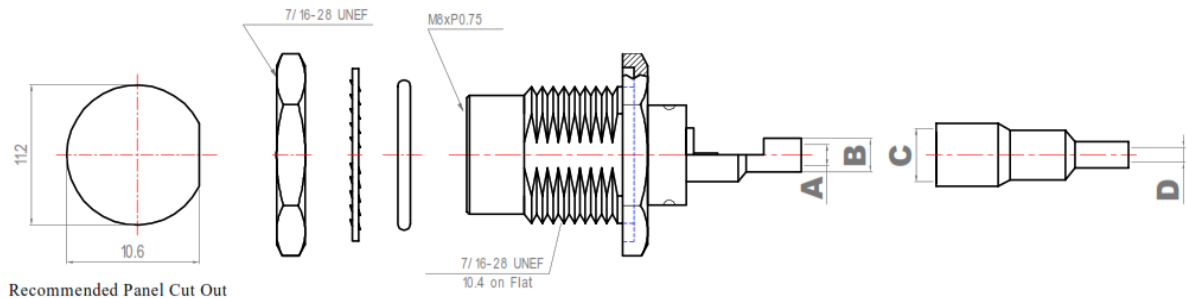 7/16-28 UNEF
M8xP0.75
11.2
10.6
7/16-28 UNEF
10.4 on Flat
A
B
C
D
Recommended Panel Cut Out